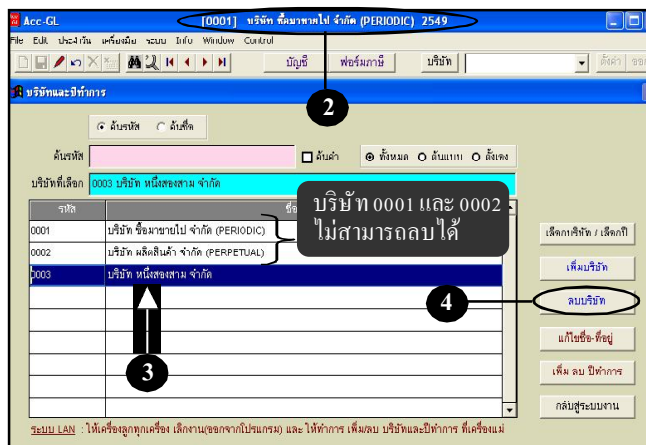 Acc-GL [0001] บริษัท ซื้อมาขายไป จำกัด (PERIODIC) 2549
File Edit ประจำวัน เครื่องมือ ระบบ Info Window Control
บัญชี ฟอร์มภาษี บริษัท ตั้งค่า ออก
บริษัทและปีทำการ
2
ค้นรหัส ค้นชื่อ
ค้นรหัส ค้นคำ ทั้งหมด ต้นแบบ ตั้งเอง
บริษัทที่เลือก 0003 บริษัท หนึ่งสองสาม จำกัด
รหัส ชื่อ
0001 บริษัท ซื้อมาขายไป จำกัด (PERIODIC)
0002 บริษัท ผลิตสินค้า จำกัด (PERPETUAL)
0003 บริษัท หนึ่งสองสาม จำกัด
บริษัท 0001 และ 0002
ไม่สามารถลบได้
3
4
เลือกบริษัท / เลือกปี
เพิ่มบริษัท
ลบบริษัท
แก้ไขชื่อ-ที่อยู่
เพิ่ม ลบ ปีทำการ
กลับสู่ระบบงาน
ระบบ LAN : ให้เครื่องลูกทุกเครื่อง เลิกงาน(ออกจากโปรแกรม) และ ให้ทำการ เพิ่ม/ลบ บริษัทและปีทำการ ที่เครื่องแม่